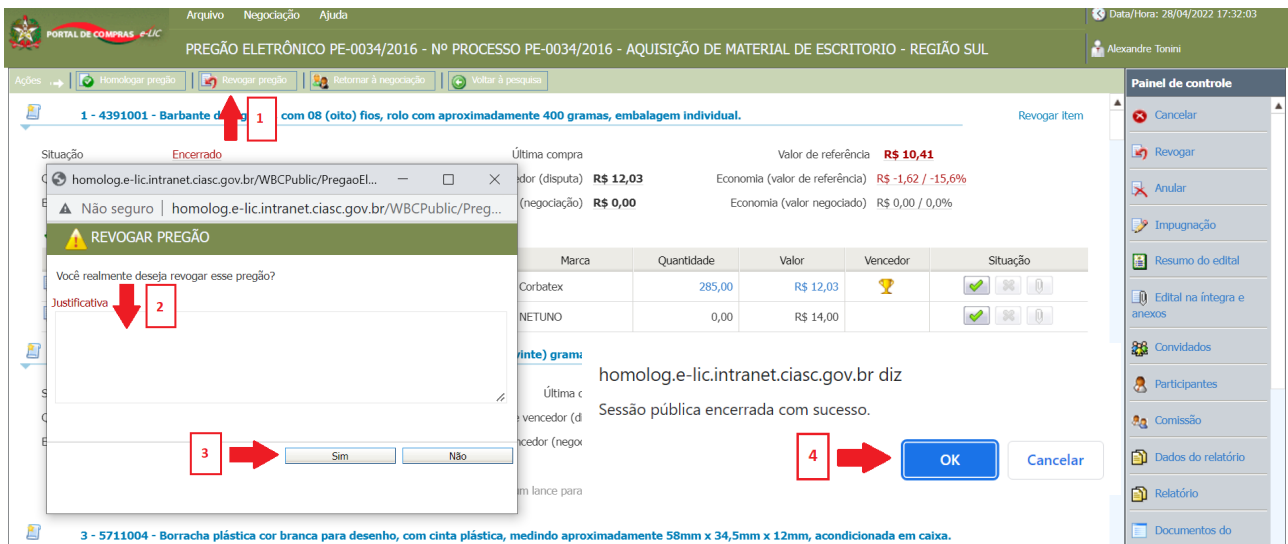 Arquivo Negociação Ajuda
Data/Hora: 28/04/2022 17:32:03
PORTAL DE COMPRAS e-LIC
PREGÃO ELETRÔNICO PE-0034/2016 - Nº PROCESSO PE-0034/2016 - AQUISIÇÃO DE MATERIAL DE ESCRITORIO - REGIÃO SUL
Alexandre Tonini
Ações Homologar pregão Revogar pregão Retornar à negociação Voltar à pesquisa
Painel de controle
1
1 - 4391001 - Barbante com 08 (oito) fios, rolo com aproximadamente 400 gramas, embalagem individual.
Revogar item
Cancelar
Situação Encerrado Última compra Valor de referência R$ 10,41
Revogar
(disputa) R$ 12,03 Economia (valor de referência) R$ -1,62 / -15,6%
(negociação) R$ 0,00 Economia (valor negociado) R$ 0,00 / 0,0%
Anular
homolog.e-lic.intranet.ciasc.gov.br/WBCPublic/PregaoEl...
Não seguro | homolog.e-lic.intranet.ciasc.gov.br/WBCPublic/Preg...
REVOGAR PREGÃO
Impugnação
Você realmente deseja revogar esse pregão?
Justificativa
2
Marca Quantidade Valor Vencedor Situação
Resumo do edital
Corbatex 285,00 R$ 12,03
Edital na íntegra e
anexos
NETUNO 0,00 R$ 14,00
vinte) grama
Convidados
homolog.e-lic.intranet.ciasc.gov.br diz
Participantes
Última
Sessão pública encerrada com sucesso.
vencedor
Comissão
3
Sim Não
4
OK Cancelar
Dados do relatório
um lance para
Relatório
3 - 5711004 - Borracha plástica cor branca para desenho, com cinta plástica, medindo aproximadamente 58mm x 34,5mm x 12mm, acondicionada em caixa.
Documentos do